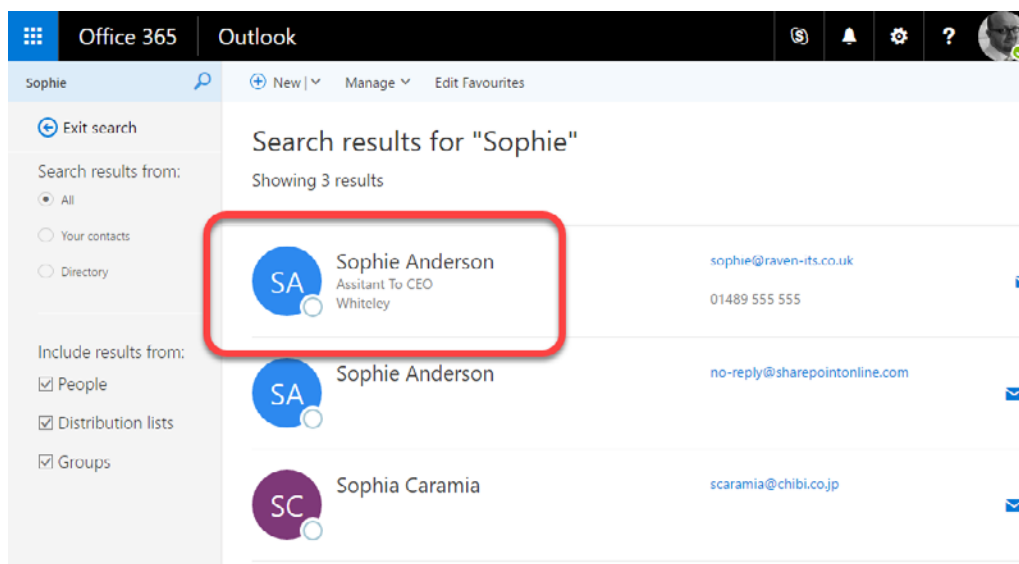 Office 365 Outlook ?
Sophie
New Manage Edit Favourites
Exit search
Search results from:
All
Your contacts
Directory
Include results from:
People
Distribution lists
Groups
Search results for "Sophie"
Showing 3 results
SA
Sophie Anderson
Assitant To CEO
Whiteley
sophie@raven-its.co.uk
01489 555 555
SA
Sophie Anderson
no-reply@sharepointonline.com
SC
Sophia Caramia
scaramia@chibi.co.jp